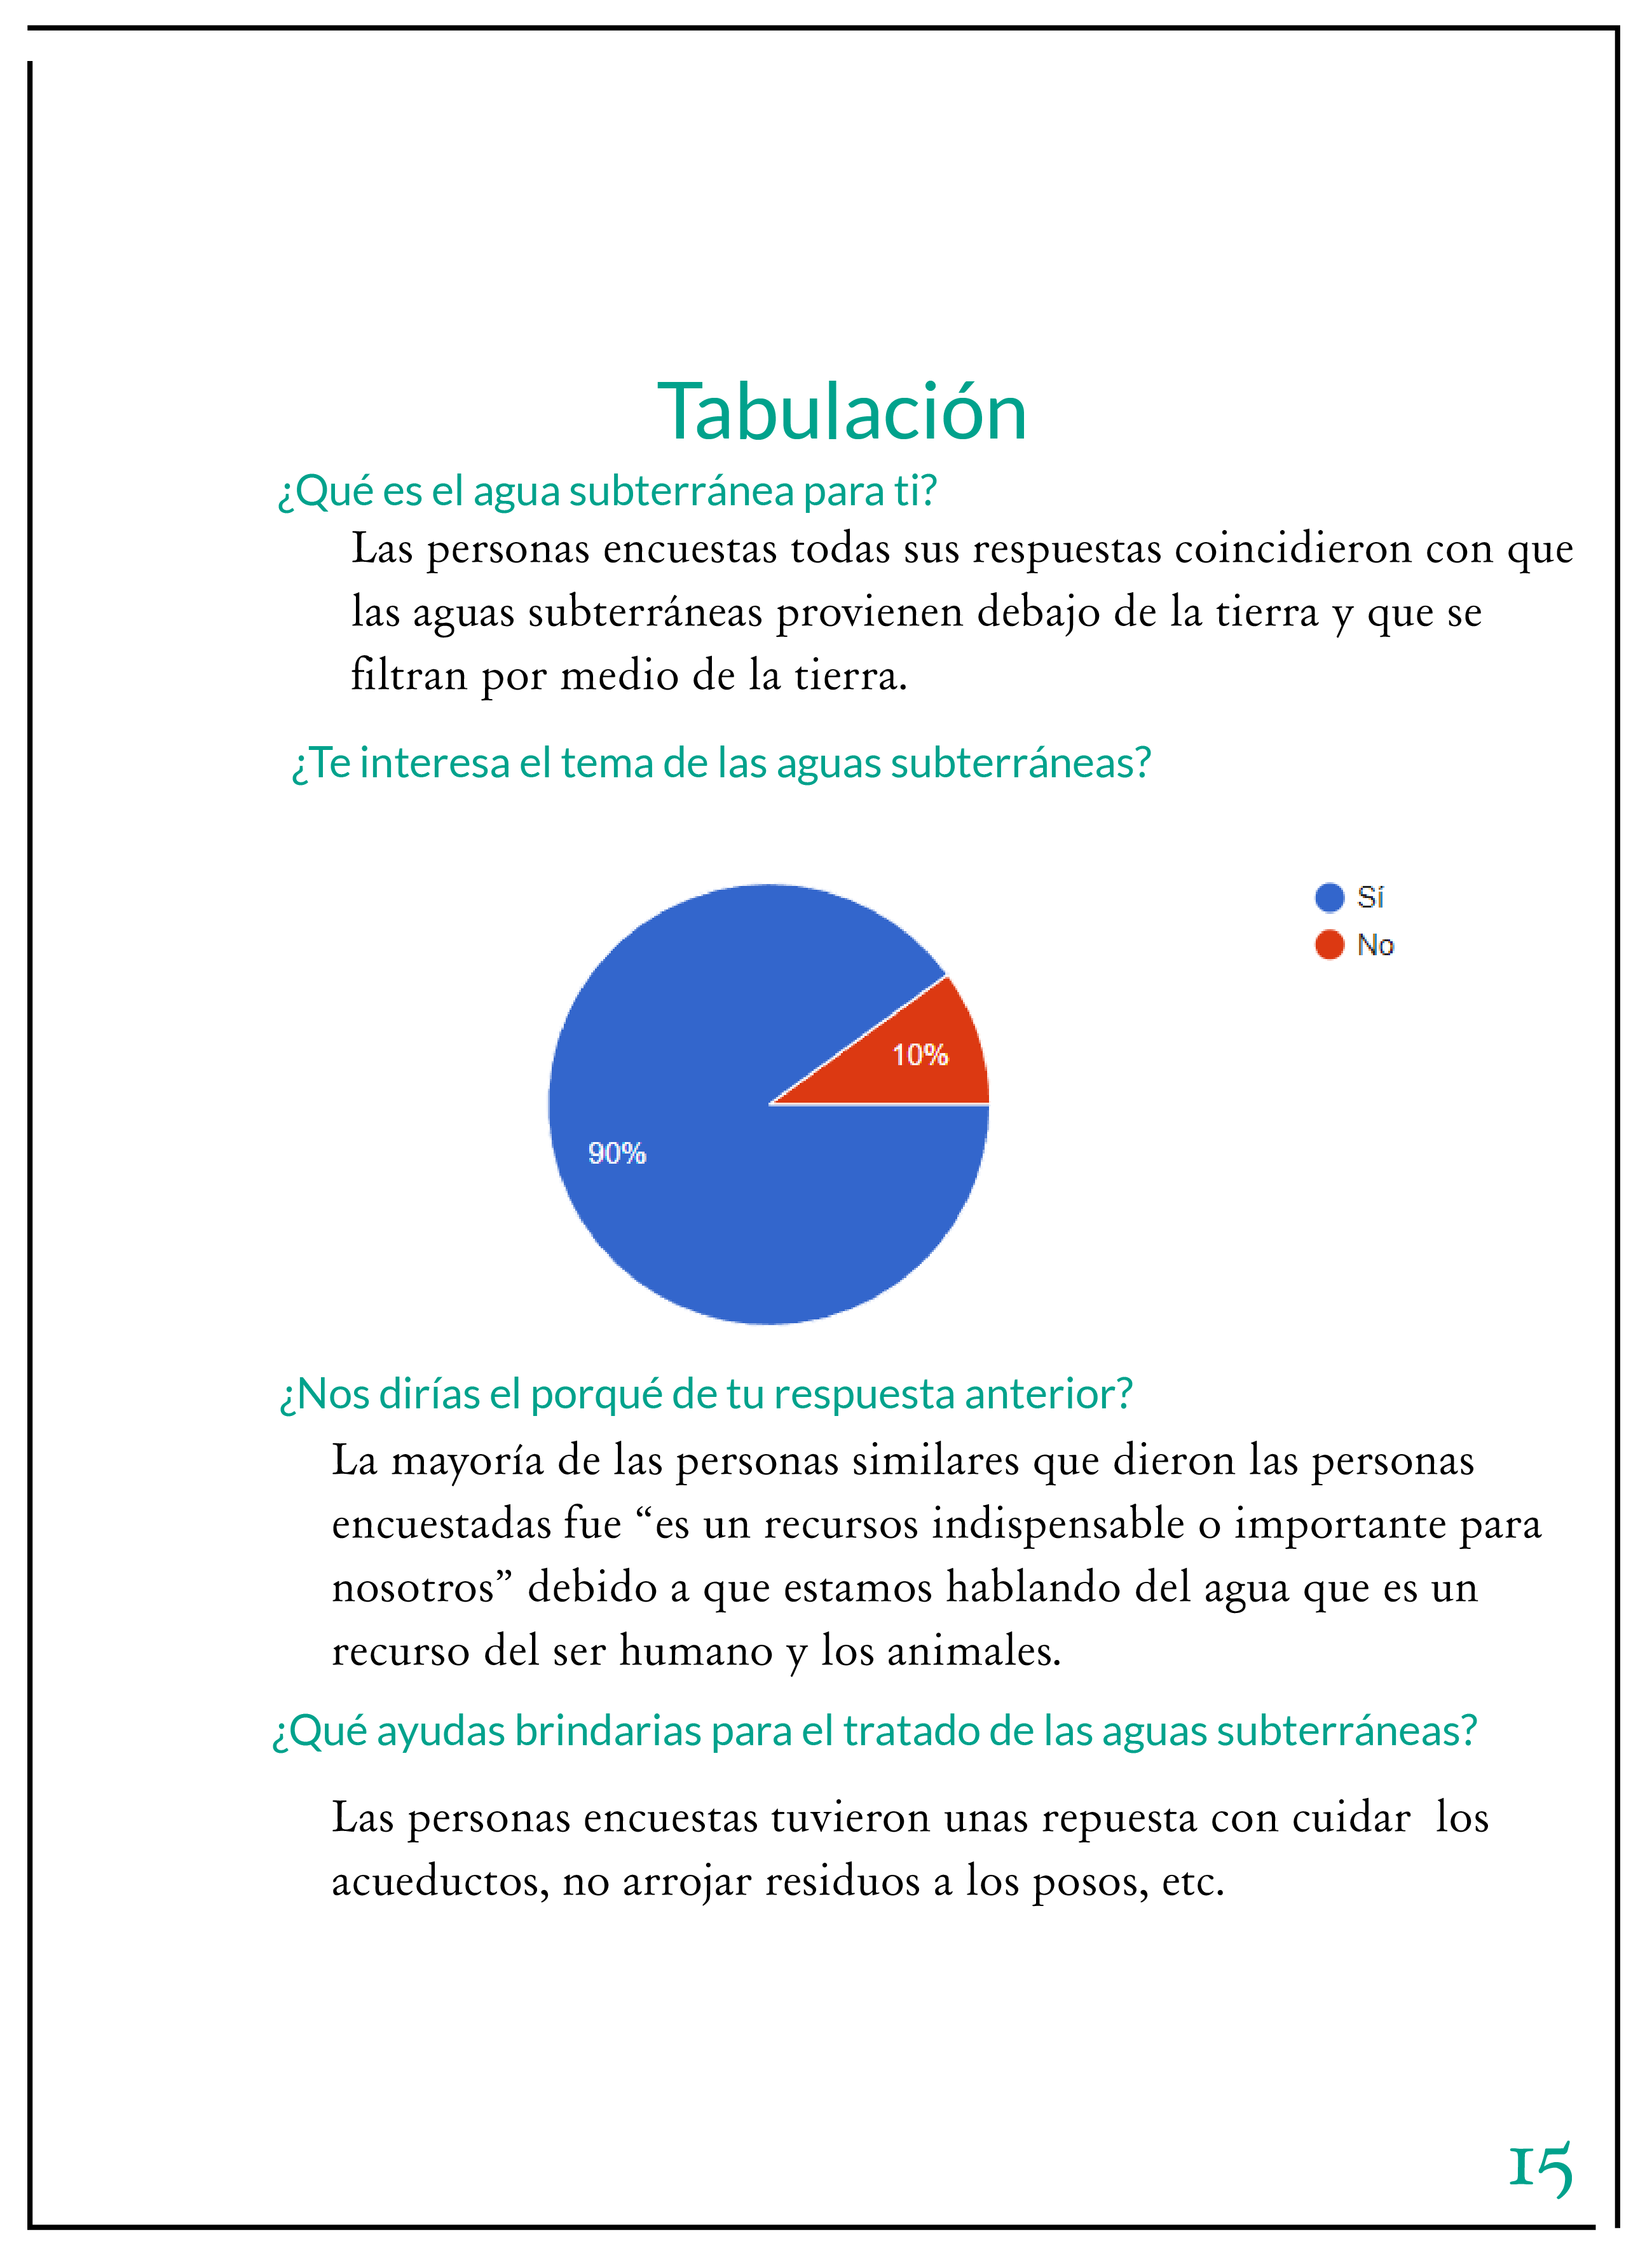 Tabulación
¿Qué es el agua subterránea para ti?
Las personas encuestas todas sus respuestas coincidieron con que
las aguas subterráneas provienen debajo de la tierra y que se
filtran por medio de la tierra.
¿Te interesa el tema de las aguas subterráneas?
Sí
No
10%
90%
¿Nos dirías el porqué de tu respuesta anterior?
La mayoría de las personas similares que dieron las personas
encuestadas fue “es un recursos indispensable o importante para
nosotros” debido a que estamos hablando del agua que es un
recurso del ser humano y los animales.
¿Qué ayudas brindarias para el tratado de las aguas subterráneas?
Las personas encuestas tuvieron unas repuesta con cuidar  los
acueductos, no arrojar residuos a los posos, etc.
15